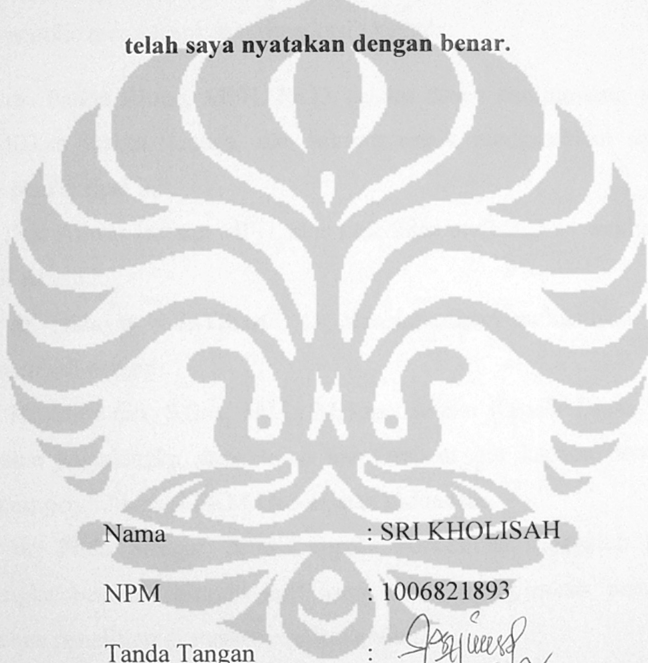 telah saya nyatakan dengan benar.
Nama : SRI KHOLISAH
NPM : 1006821893
Tanda Tangan :